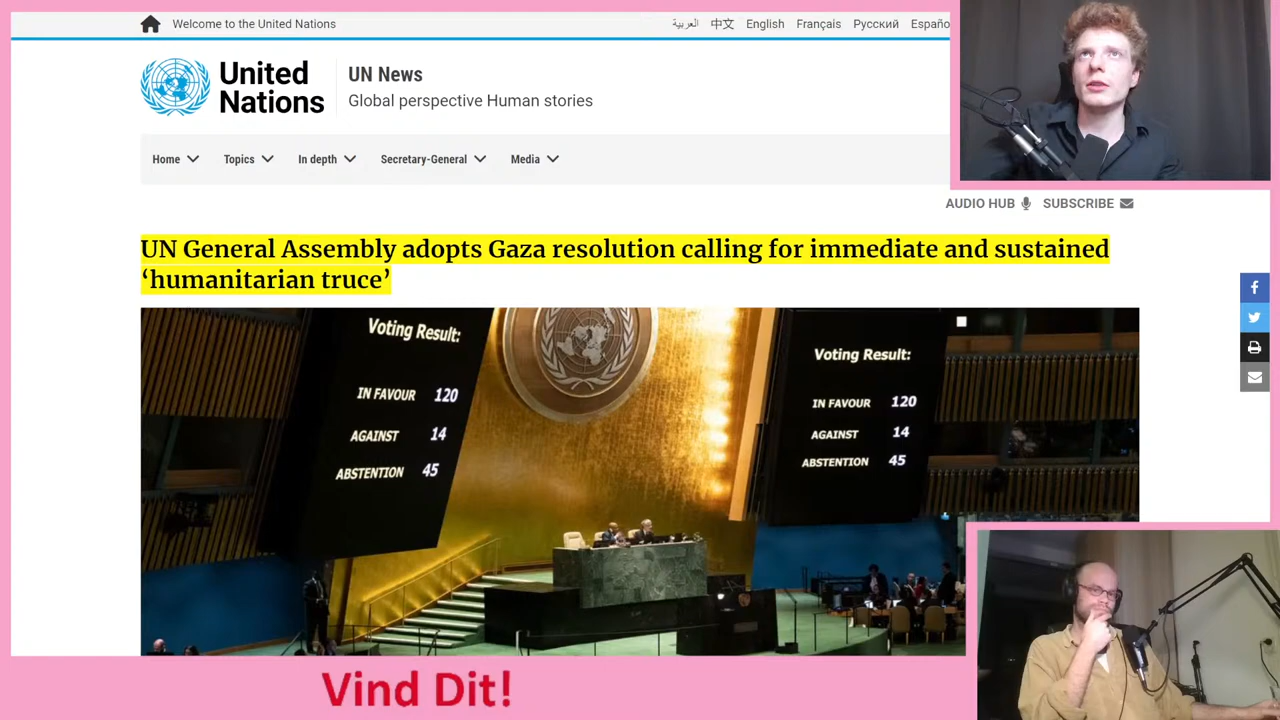 Welcome to the United Nations
العربية 中文 English Français Русский Españo
United
Nations
UN News
Global perspective Human stories
Home Topics In depth Secretary-General Media
AUDIO HUB SUBSCRIBE
UN General Assembly adopts Gaza resolution calling for immediate and sustained
‘humanitarian truce’
Voting Result:
IN FAVOUR 120
AGAINST 14
ABSTENTION 45
Voting Result:
IN FAVOUR 120
AGAINST 14
ABSTENTION 45
Vind Dit!